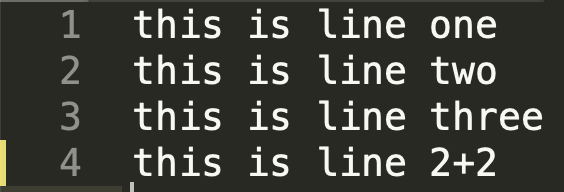 1 this is line one
2 this is line two
3 this is line three
4 this is line 2+2